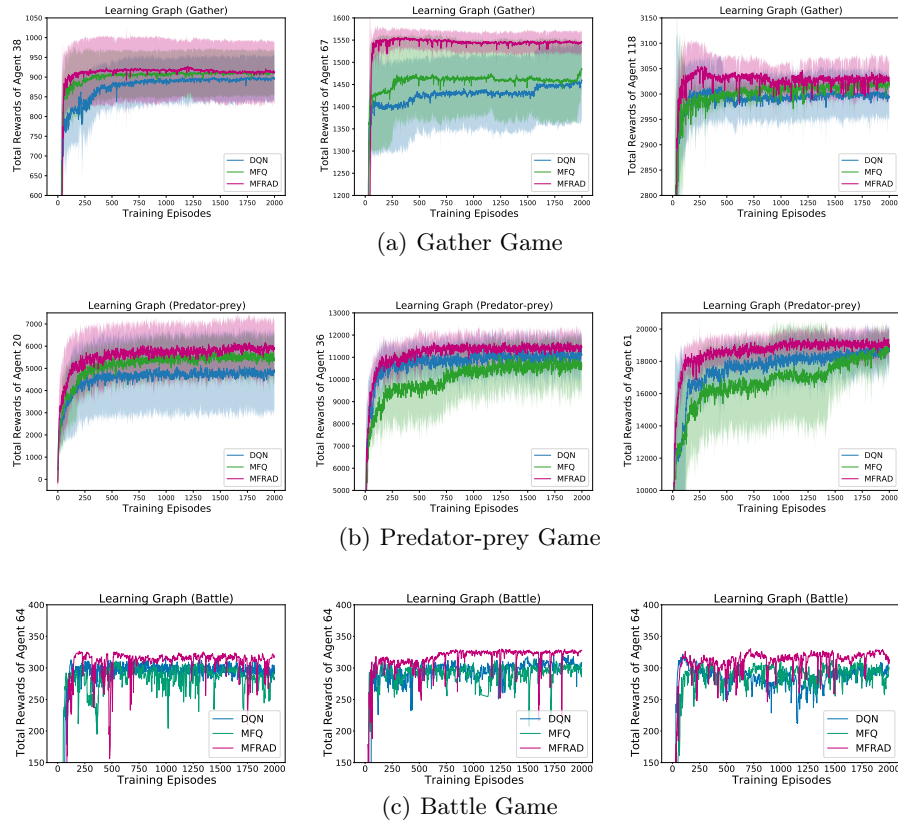 Learning Graph (Gather)
Total Rewards of Agent 38
1050
1000
950
900
850
800
750
700
650
600
0 250 500 750 1000 1250 1500 1750 2000
Training Episodes
DQN
MFQ
MFRAD
Learning Graph (Gather)
Total Rewards of Agent 67
1600
1550
1500
1450
1400
1350
1300
1250
1200
0 250 500 750 1000 1250 1500 1750 2000
Training Episodes
DQN
MFQ
MFRAD
Learning Graph (Gather)
Total Rewards of Agent 118
3150
3100
3050
3000
2950
2900
2850
2800
0 250 500 750 1000 1250 1500 1750 2000
Training Episodes
DQN
MFQ
MFRAD
(a) Gather Game
Learning Graph (Predator-prey)
Total Rewards of Agent 20
7000
6000
5000
4000
3000
2000
1000
0
0 250 500 750 1000 1250 1500 1750 2000
Training Episodes
DQN
MFQ
MFRAD
Learning Graph (Predator-prey)
Total Rewards of Agent 36
13000
12000
11000
10000
9000
8000
7000
6000
5000
0 250 500 750 1000 1250 1500 1750 2000
Training Episodes
DQN
MFQ
MFRAD
Learning Graph (Predator-prey)
Total Rewards of Agent 61
20000
18000
16000
14000
12000
10000
0 250 500 750 1000 1250 1500 1750 2000
Training Episodes
DQN
MFQ
MFRAD
(b) Predator-prey Game
Learning Graph (Battle)
Total Rewards of Agent 64
400
350
300
250
200
150
0 250 500 750 1000 1250 1500 1750 2000
Training Episodes
DQN
MFQ
MFRAD
Learning Graph (Battle)
Total Rewards of Agent 64
400
350
300
250
200
150
0 250 500 750 1000 1250 1500 1750 2000
Training Episodes
DQN
MFQ
MFRAD
Learning Graph (Battle)
Total Rewards of Agent 64
400
350
300
250
200
150
0 250 500 750 1000 1250 1500 1750 2000
Training Episodes
DQN
MFQ
MFRAD
(c) Battle Game